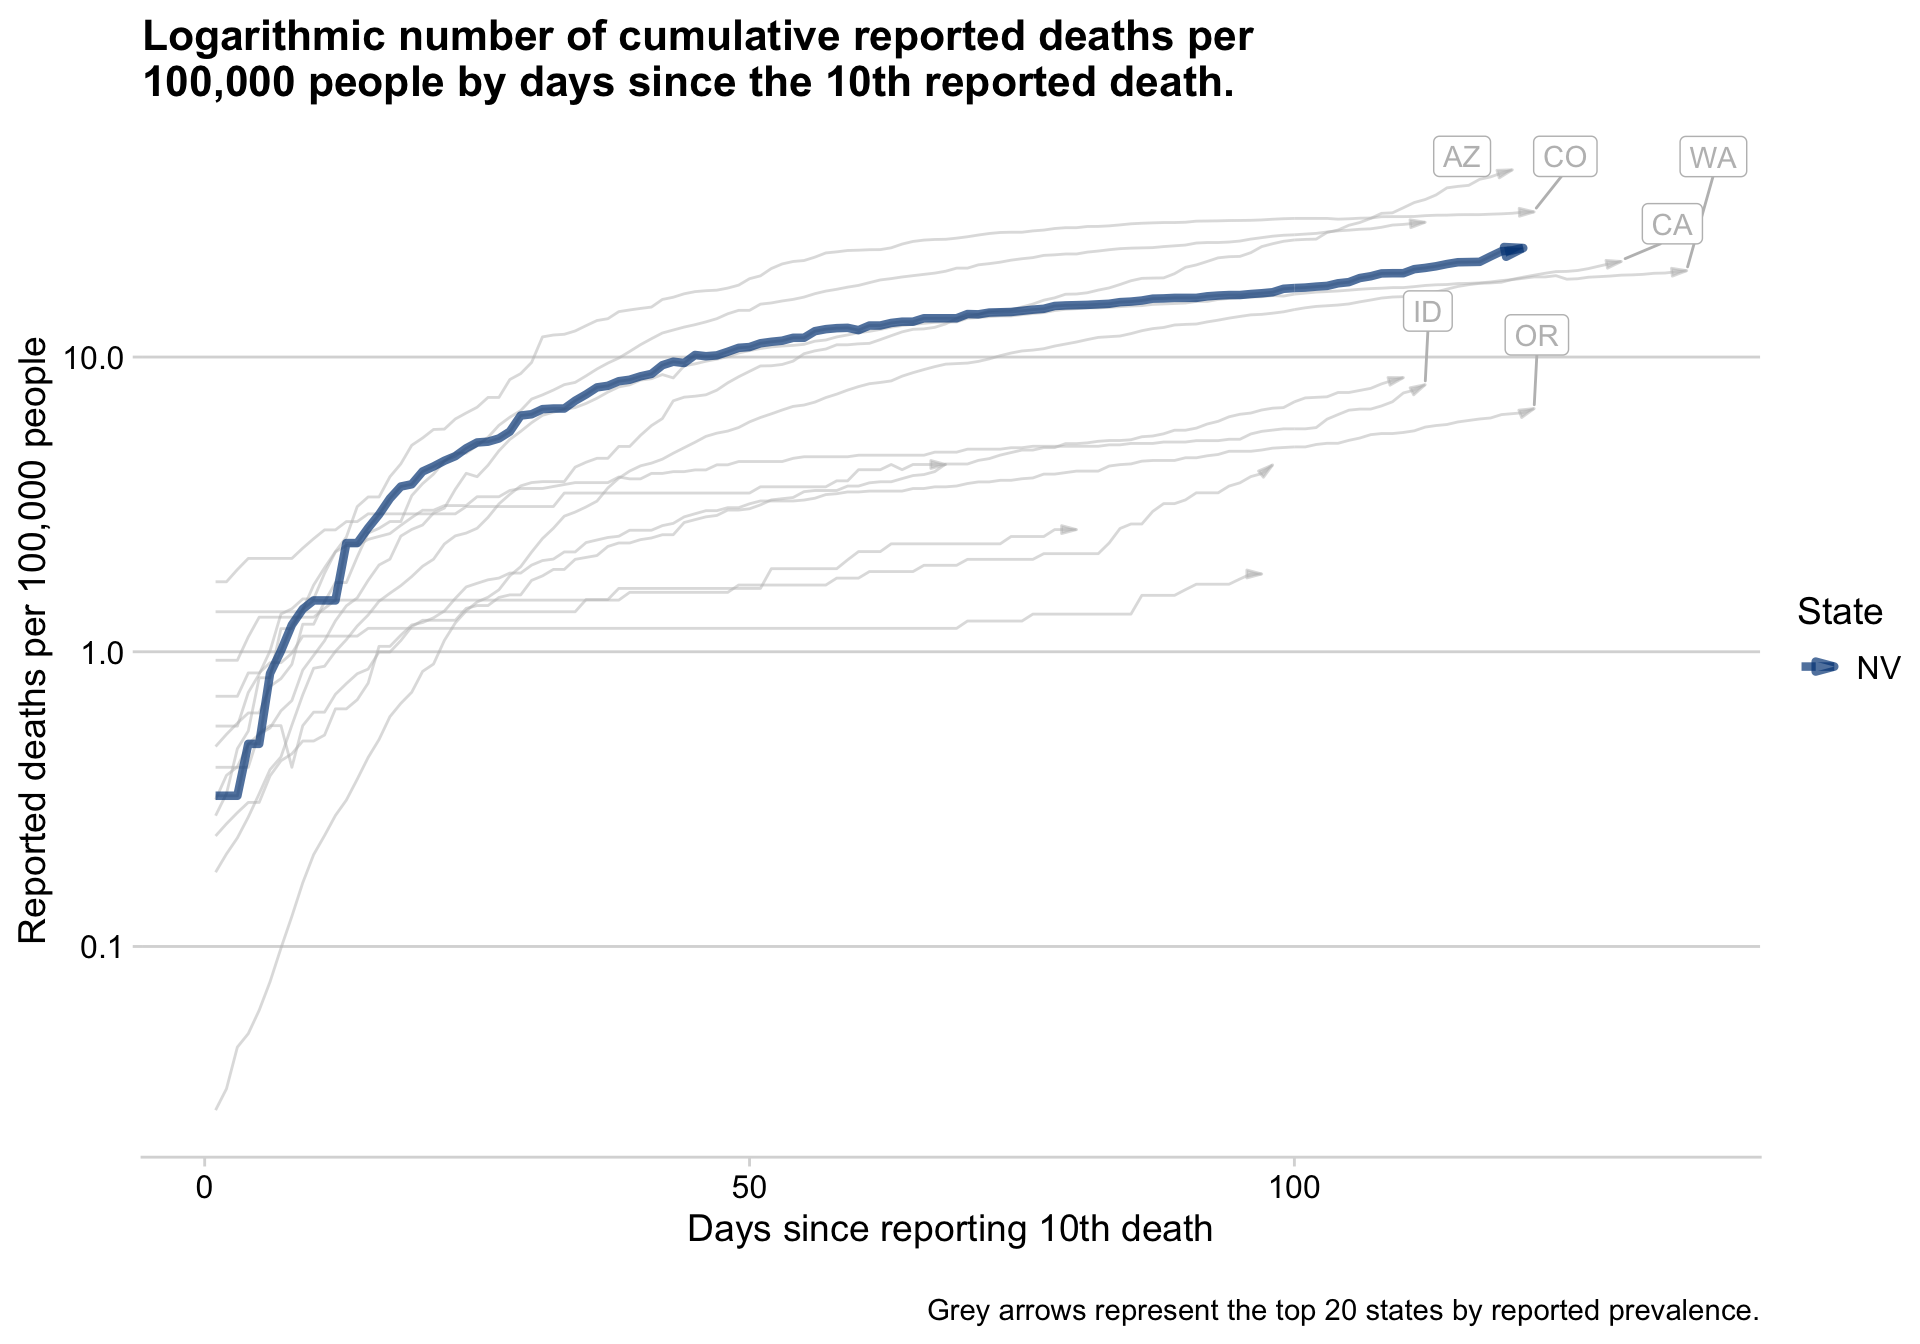 Logarithmic number of cumulative reported deaths per
100,000 people by days since the 10th reported death.
AZ
CO
WA
CA
ID
OR
Reported deaths per 100,000 people
10.0
1.0
0.1
State
NV
0
50
100
Days since reporting 10th death
Grey arrows represent the top 20 states by reported prevalence.